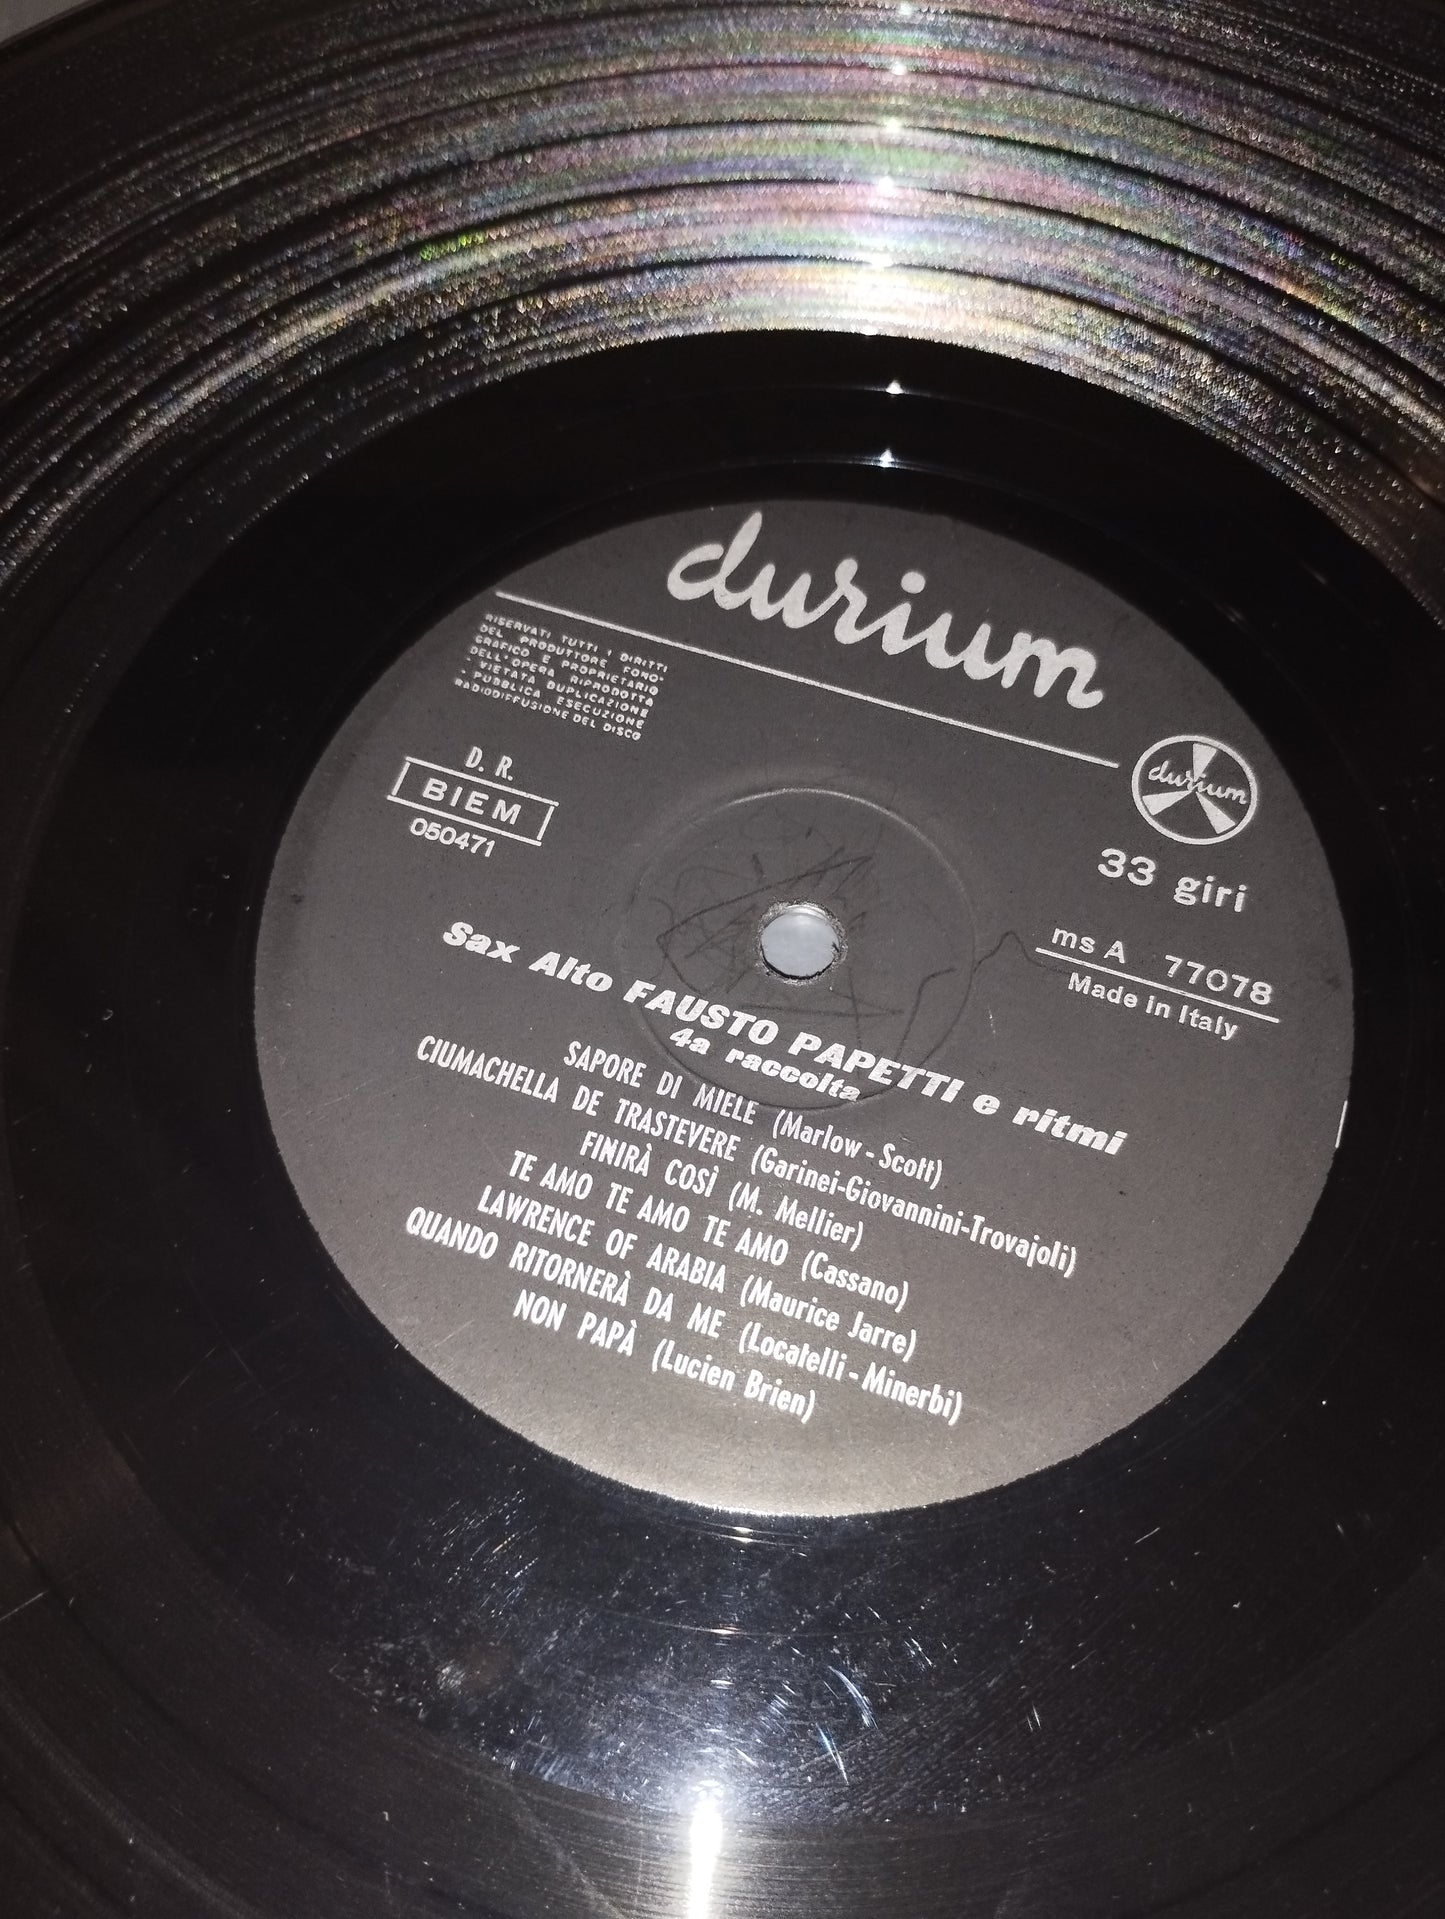 durium
RISERVATI TUTTI I DIRITTI
DEL PRODUTTORE FONO-
GRAFICO E PROPRIETARIO
DELL'OPERA RIPRODOTTA
- VIETATA DUPLICAZIONE
- PUBBLICA ESECUZIONE
RADIODIFFUSIONE DEL DISCO
D. R.
BIEM
050471
durium
33 giri
ms A 77078
Made in Italy
Sax Alto FAUSTO PAPETTI e ritmi
4a raccolta
SAPORE DI MIELE (Marlow - Scott)
CIUMACHELLA DE TRASTEVERE (Garinei-Giovannini-Trovajoli)
FINIRÀ COSÌ (M. Mellier)
TE AMO TE AMO TE AMO (Cassano)
LAWRENCE OF ARABIA (Maurice Jarre)
QUANDO RITORNERÀ DA ME (Locatelli - Minerbi)
NON PAPÀ (Lucien Brien)